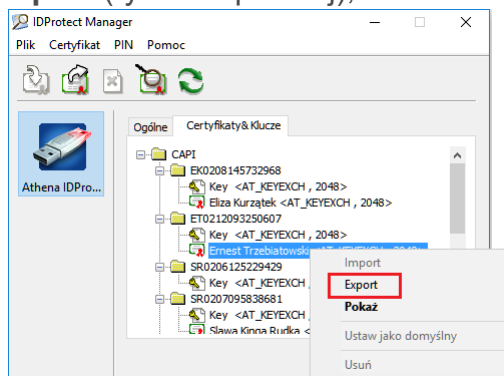 IDProtect Manager
Plik Certyfikat PIN Pomoc
Ogólne Certyfikaty&Klucze
Athena IDPro...
CAPI
EK0208145732968
Key <AT_KEYEXCH , 2048>
Eliza Kurzątek <AT_KEYEXCH , 2048>
ET0212093250607
Key <AT_KEYEXCH , 2048>
Ernest Trzebiatowski <AT_KEYEXCH , 2048>
SR0206125229429
Key <AT_KEYEXCH ,
SR0207095838681
Key <AT_KEYEXCH ,
Slawa Kinga Rudka <
Import
Export
Pokaż
Ustaw jako domyślny
Usuń